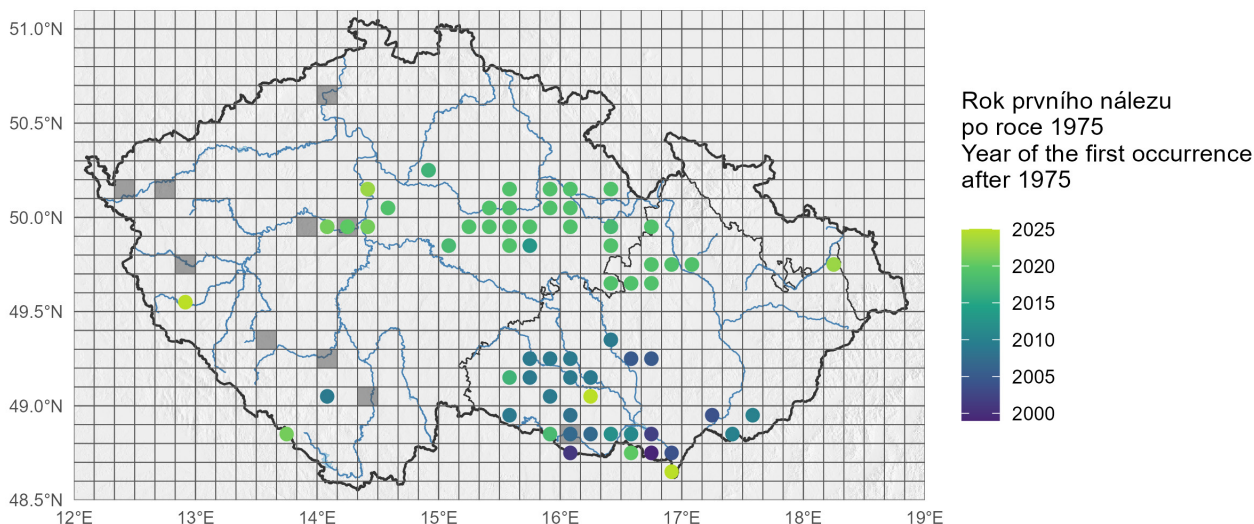 51.0°N
50.5°N
50.0°N
49.5°N
49.0°N
48.5°N
12°E 13°E 14°E 15°E 16°E 17°E 18°E 19°E
Rok prvního nálezu
po roce 1975
Year of the first occurrence
after 1975
2025
2020
2015
2010
2005
2000